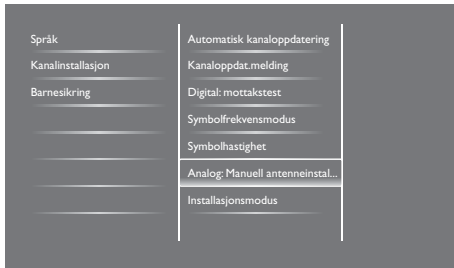 Språk
Kanalinstallasjon
Barnesikring
Automatisk kanaloppdatering
Kanaloppdat.melding
Digital: mottakstest
Symbolfrekvensmodus
Symbolhastighet
Analog: Manuell antenneinstal...
Installasjonsmodus